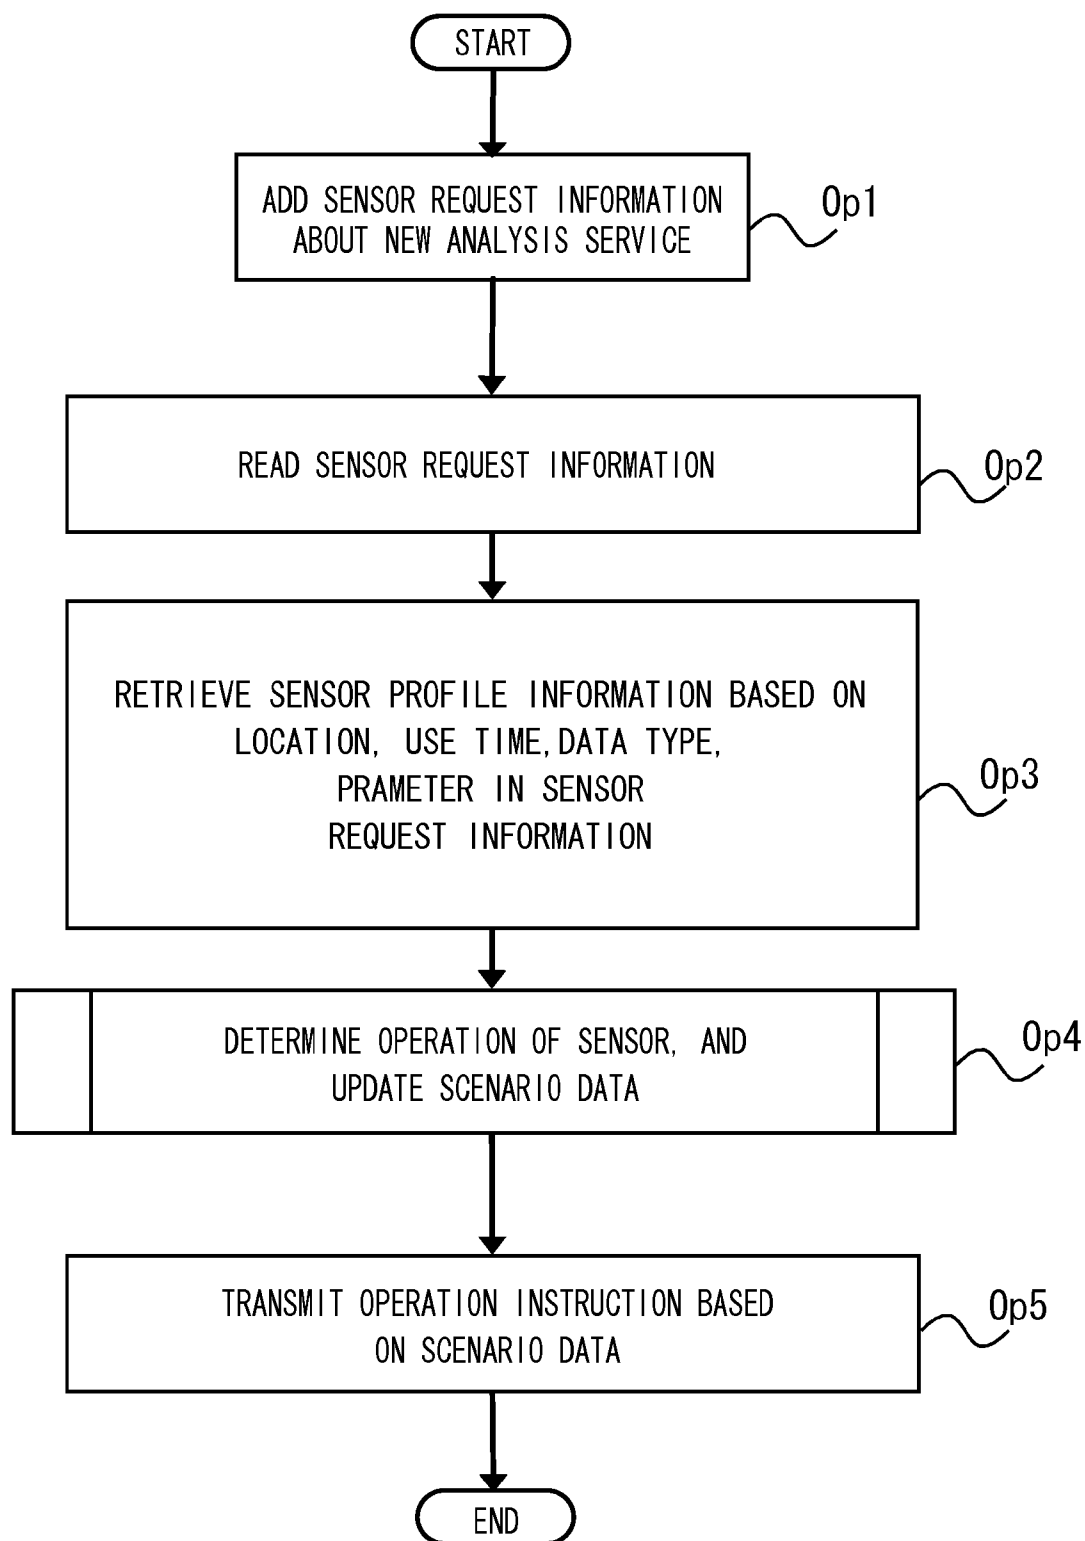 START
ADD SENSOR REQUEST INFORMATION
ABOUT NEW ANALYSIS SERVICE
Op1
READ SENSOR REQUEST INFORMATION
Op2
RETRIEVE SENSOR PROFILE INFORMATION BASED ON
LOCATION, USE TIME, DATA TYPE,
PRAMETER IN SENSOR
REQUEST INFORMATION
Op3
DETERMINE OPERATION OF SENSOR, AND
UPDATE SCENARIO DATA
Op4
TRANSMIT OPERATION INSTRUCTION BASED
ON SCENARIO DATA
Op5
END